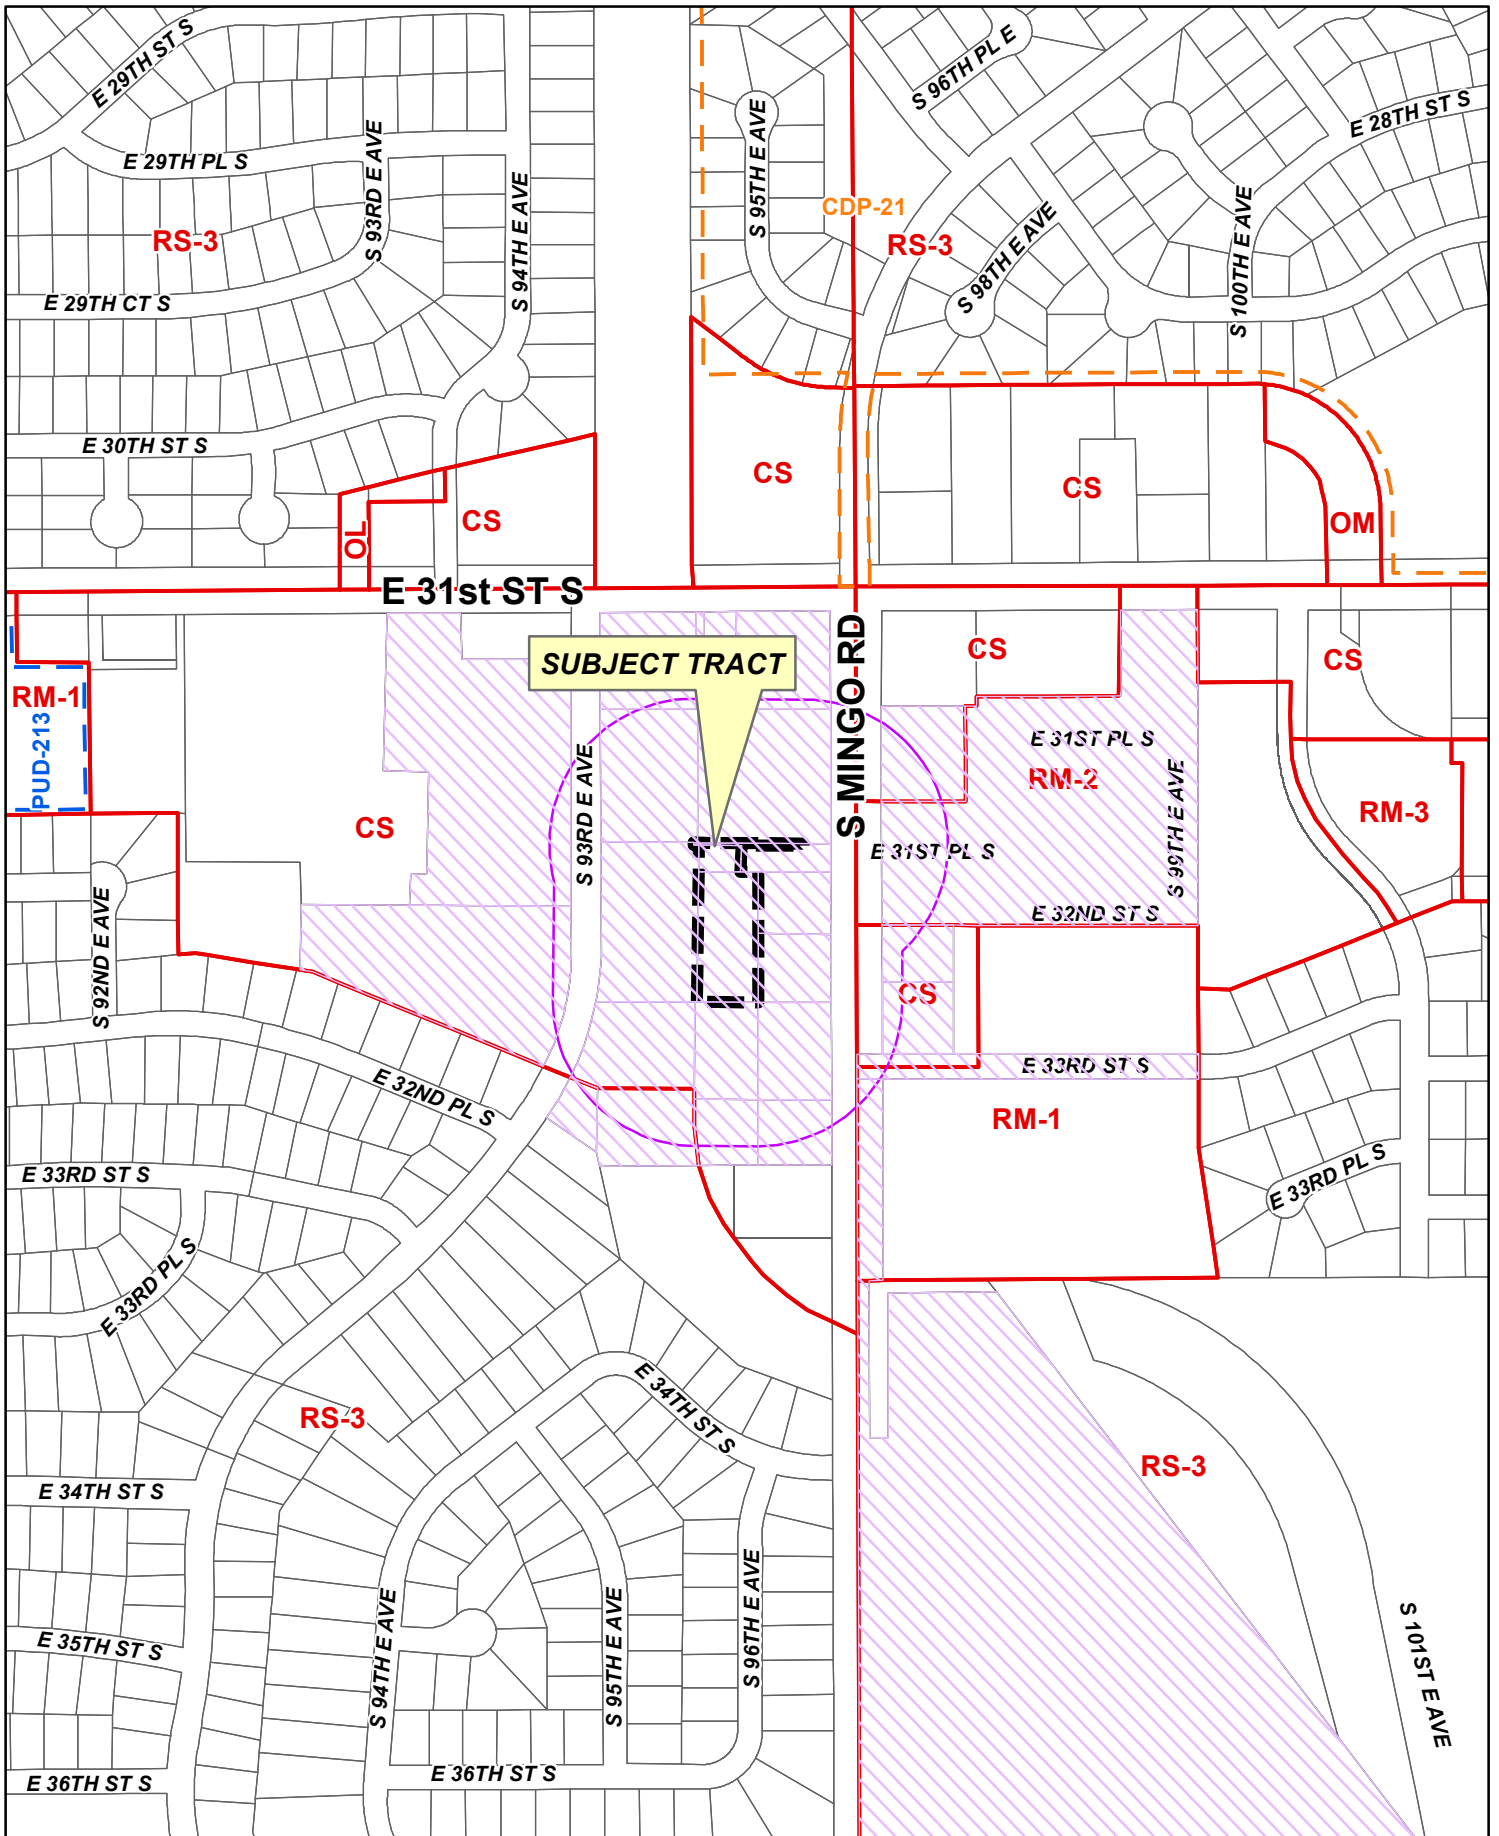 E 29TH ST S
S 96TH PL E
E 28TH ST S
E 29TH PL S
S 93RD E AVE
S 94TH E AVE
S 95TH E AVE
CDP-21
RS-3
RS-3
S 98TH E AVE
S 100TH E AVE
E 29TH CT S
E 30TH ST S
CS
CS
CS
OL
OM
E 31st ST S
SUBJECT TRACT
S MINGO RD
CS
CS
RM-1
PUD-213
E 31ST PL S
RM-2
S 99TH E AVE
RM-3
CS
S 93RD E AVE
E 31ST PL S
S 92ND E AVE
E 32ND ST S
CS
E 32ND PL S
E 33RD ST S
RM-1
E 33RD ST S
E 33RD PL S
E 33RD PL S
E 34TH ST S
RS-3
RS-3
E 34TH ST S
S 94TH E AVE
S 95TH E AVE
S 96TH E AVE
E 35TH ST S
S 101ST E AVE
E 36TH ST S
E 36TH ST S